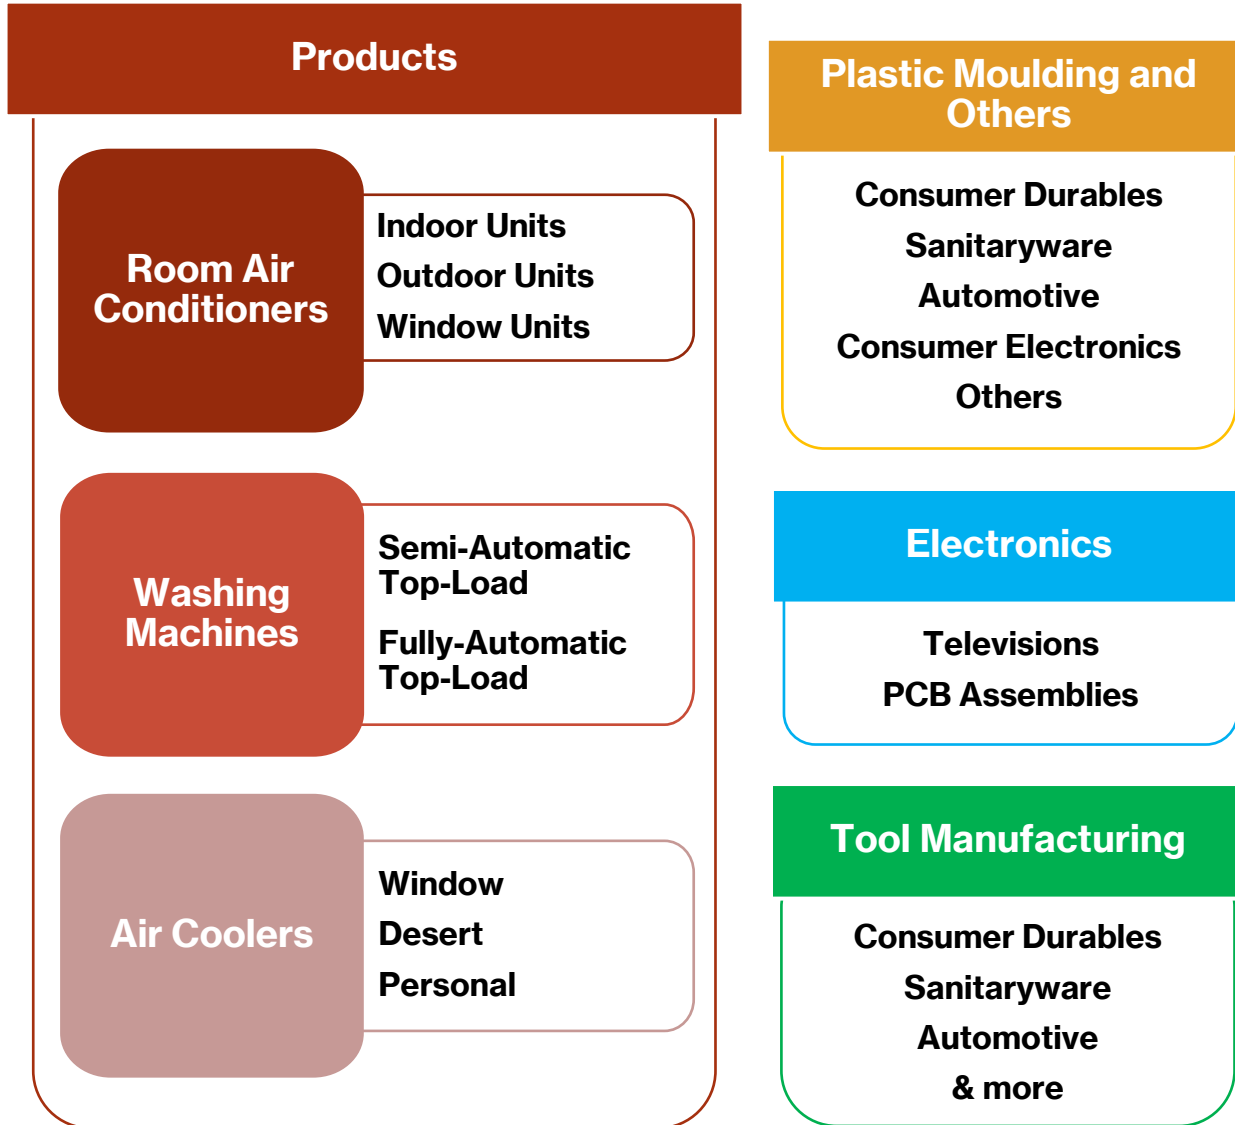 Products
Room Air
Conditioners
Indoor Units
Outdoor Units
Window Units
Washing
Machines
Semi-Automatic
Top-Load
Fully-Automatic
Top-Load
Air Coolers
Window
Desert
Personal
Plastic Moulding and
Others
Consumer Durables
Sanitaryware
Automotive
Consumer Electronics
Others
Electronics
Televisions
PCB Assemblies
Tool Manufacturing
Consumer Durables
Sanitaryware
Automotive
& more